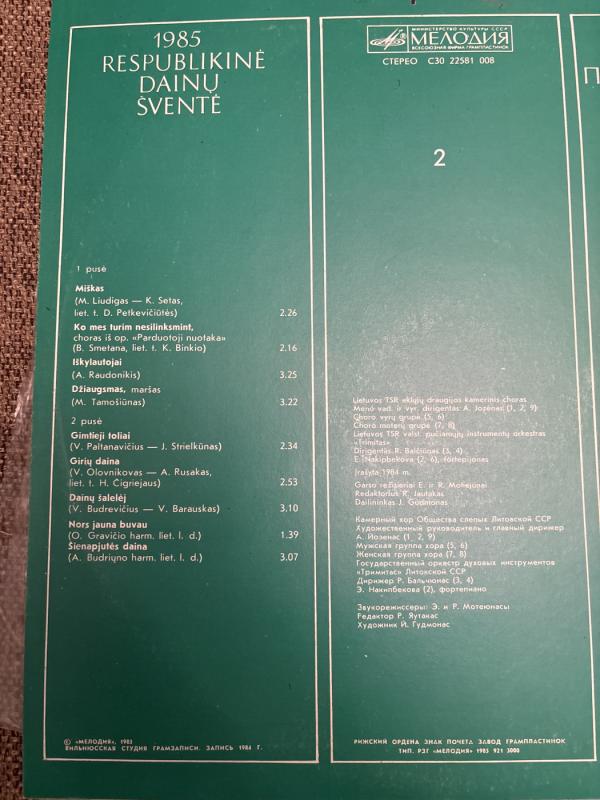 1985
RESPUBLIKINĖ
DAINŲ
ŠVENTĖ
1 pusė
Miškas
(M. Liudigas — K. Setas,
liet. t. D. Petkevičiūtės) 2.26
Ko mes turim nesilinksmint,
choras iš op. «Parduotoji nuotaka»
(B. Smetana, liet. t. K. Binkio) 2.16
Iškylautojai
(A. Raudonikis) 3.25
Džiaugsmas, maršas
(M. Tamošiūnas) 3.22
2 pusė
Gimtieji toliai
(V. Paltanavičius — J. Strielkūnas) 2.34
Girių daina
(V. Olovnikovas — A. Rusakas,
liet. t. H. Čigriejaus) 2.53
Dainų šalelėj
(V. Budrevičius — V. Barauskas) 3.10
Nors jauna buvau
(O. Gravičio harm. liet. l. d.) 1.39
Šienapjutės daina
(A. Budriųno harm. liet. l. d.) 3.07
© «МЕЛОДИЯ», 1985
ВИЛЬНЮССКАЯ СТУДИЯ ГРАМЗАПИСИ. ЗАПИСЬ 1984 Г.
МИНИСТЕРСТВО КУЛЬТУРЫ СССР
МЕЛОДИЯ
ВСЕСОЮЗНАЯ ФИРМА ГРАМПЛАСТИНОК
СТЕРЕО С30 22581 008
2
Lietuvos TSR aklųjų draugijos kamerinis choras
Meno vad. ir vyr. dirigentas A. Jozėnas (1, 2, 9)
Choro vyrų grupė (5, 6)
Choro moterų grupė (7, 8)
Lietuvos TSR valst. pučiamųjų instrumentų orkestras
«Trimitas»
Dirigentas R. Balčiūnas (3, 4)
E. Nakipbekova (2, 6), fortepijonas
Įrašyta 1984 m.
Garso režisieriai E. ir R. Motiejūnai
Redaktorius R. Jautakas
Dailininkas J. Gudmonas
Камерный хор Общества слепых Литовской ССР
Художественный руководитель и главный дирижер
А. Йозенас (1, 2, 9)
Мужская группа хора (5, 6)
Женская группа хора (7, 8)
Государственный оркестр духовых инструментов
«Тримитас» Литовской ССР
Дирижер Р. Бальчюнас (3, 4)
Э. Накипбекова (2), фортепиано
Звукорежиссеры: Э. и Р. Мотеюнасы
Редактор Р. Яутакас
Художник Й. Гудмонас
РИЖСКИЙ ОРДЕНА ЗНАК ПОЧЕТА ЗАВОД ГРАМПЛАСТИНОК
ТИП. РЗГ «МЕЛОДИЯ» 1985 921 3000
П